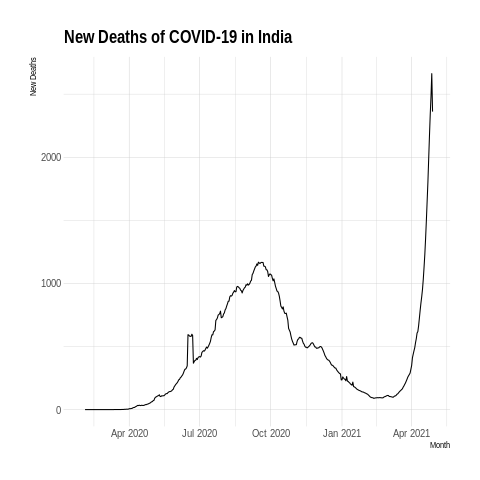 New Deaths of COVID-19 in India
New Deaths
2000
1000
0
Apr 2020 Jul 2020 Oct 2020 Jan 2021 Apr 2021
Month